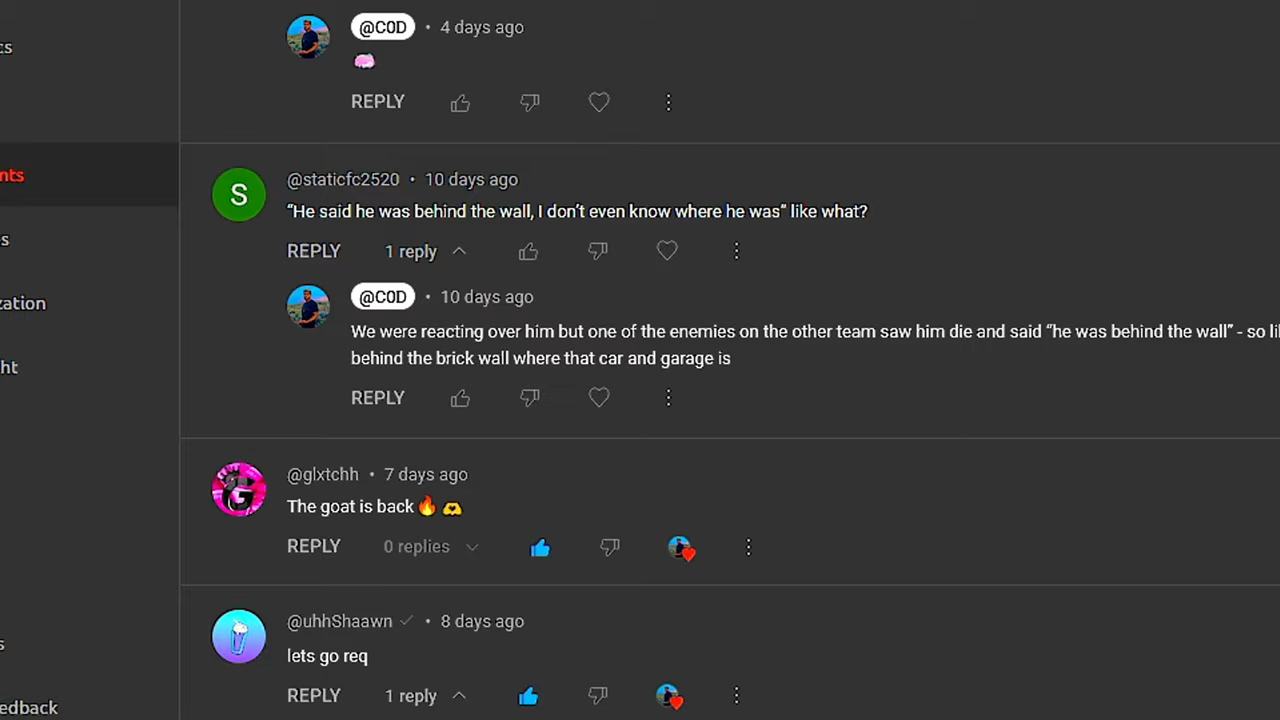 cs
@C0D • 4 days ago
REPLY
nts
@staticfc2520 • 10 days ago
S
“He said he was behind the wall, I don’t even know where he was” like what?
s
REPLY 1 reply
@C0D • 10 days ago
zation
We were reacting over him but one of the enemies on the other team saw him die and said “he was behind the wall” - so li
behind the brick wall where that car and garage is
ht
REPLY
@glxtchh • 7 days ago
G
The goat is back🔥🫶
REPLY 0 replies
@uhhShaawn ✓ • 8 days ago
s
lets go req
REPLY 1 reply
edback